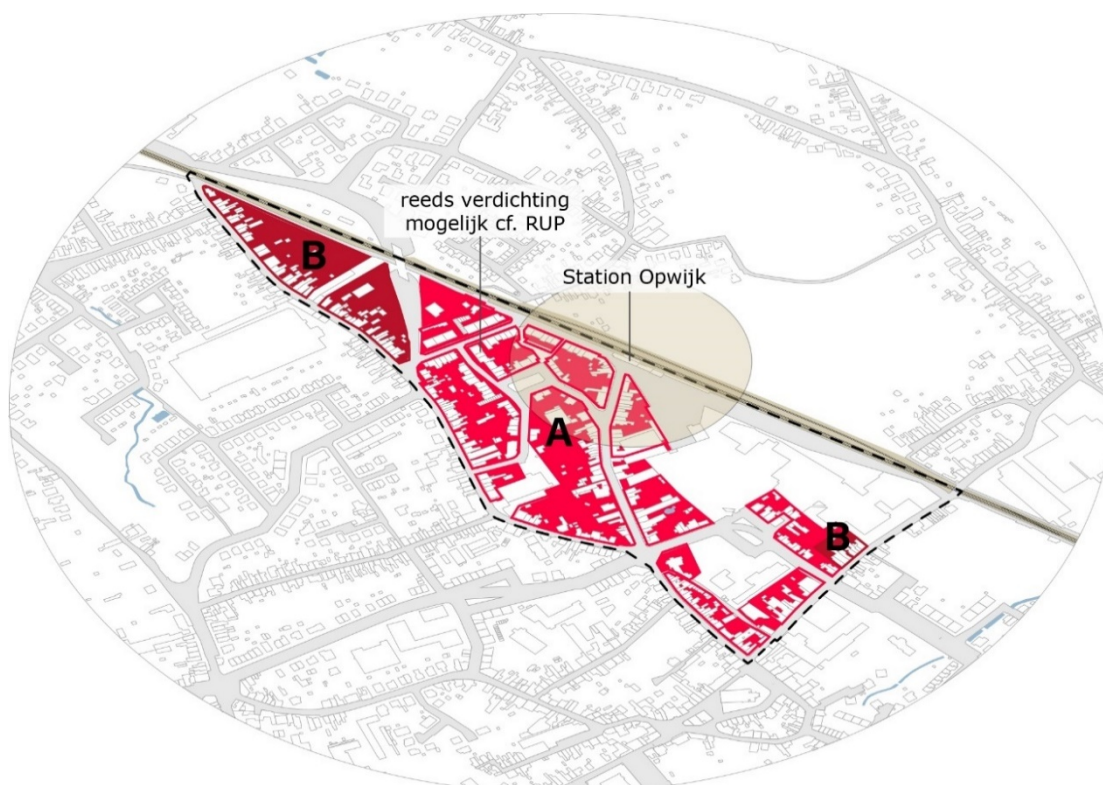 reeds verdichting
mogelijk cf. RUP
B
Station Opwijk
A
B